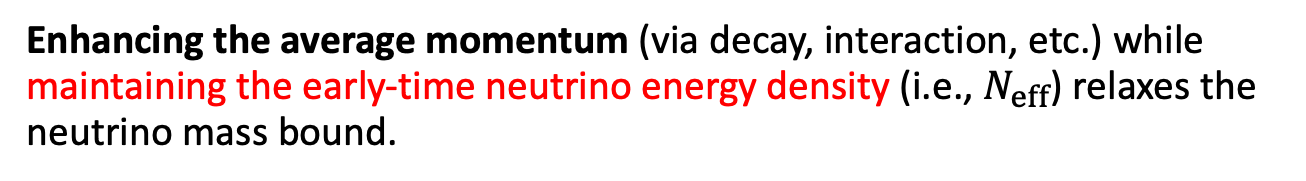 Enhancing the average momentum (via decay, interaction, etc.) while
maintaining the early-time neutrino energy density (i.e., N_eff) relaxes the
neutrino mass bound.